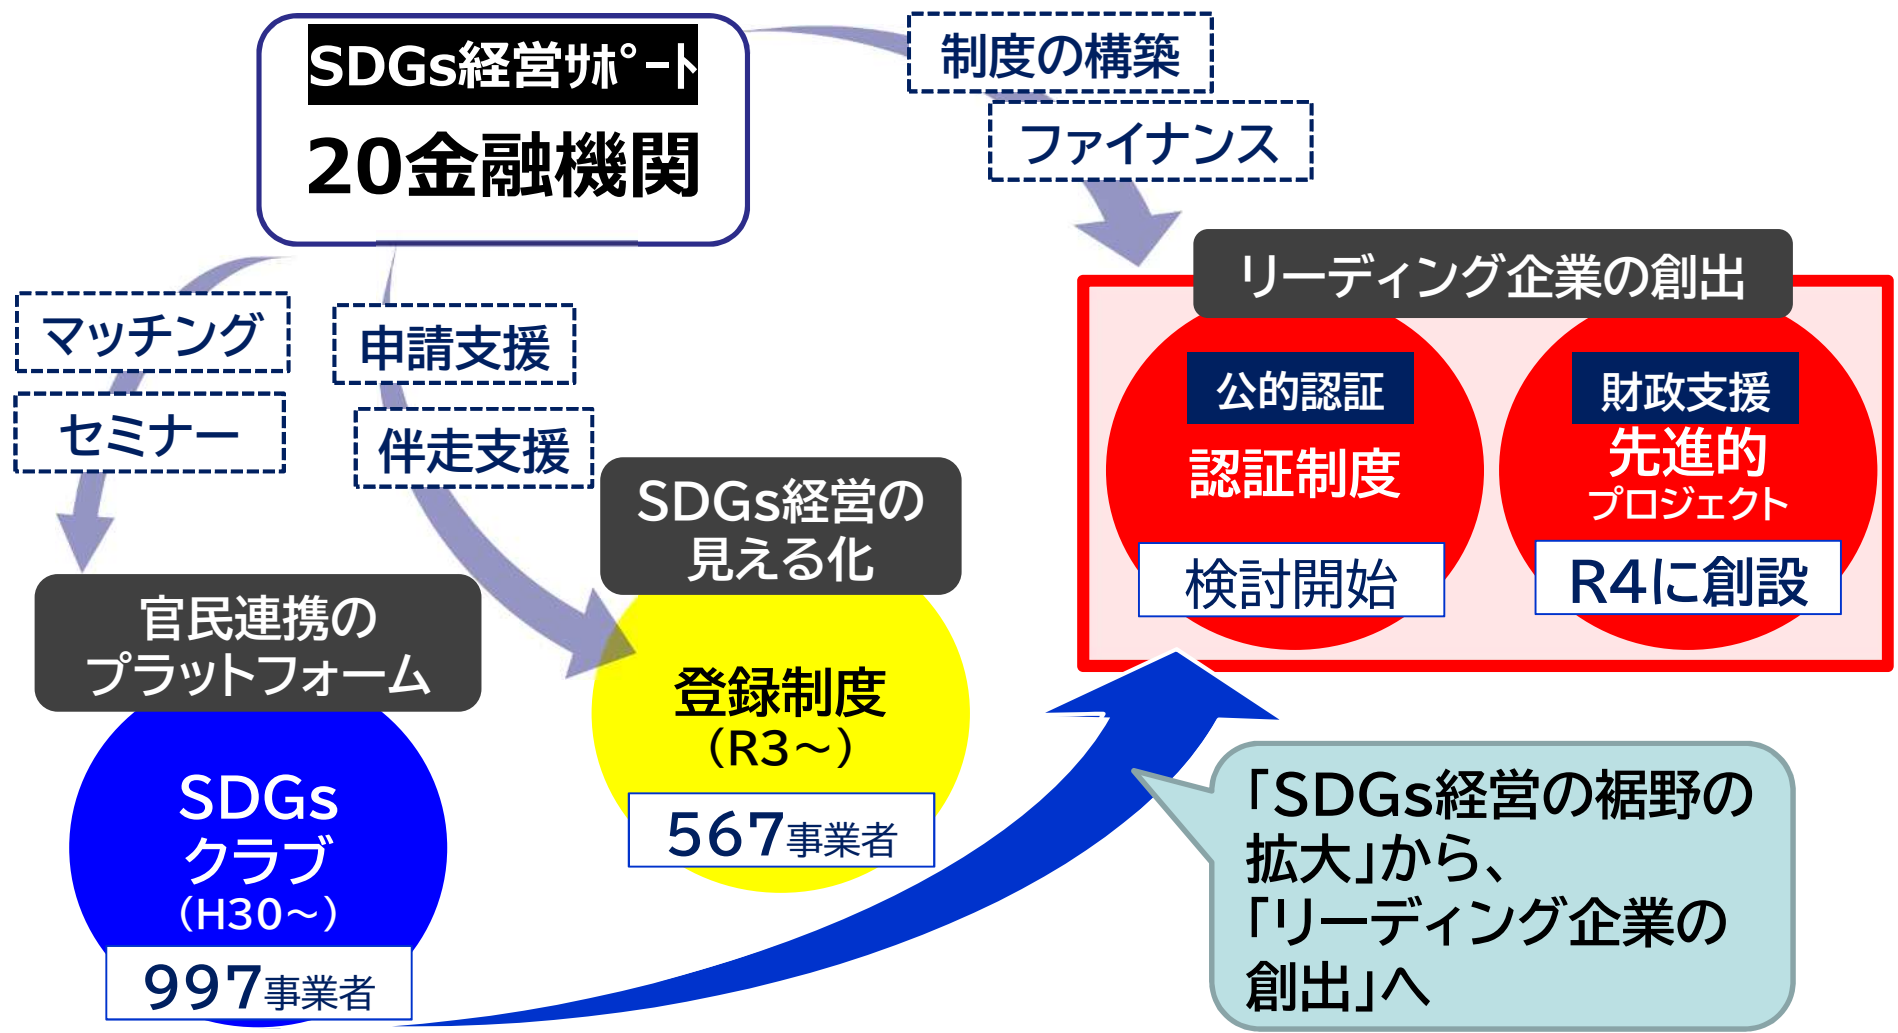 SDGs経営ｻﾎﾟｰﾄ
20金融機関
制度の構築
ファイナンス
マッチング
セミナー
申請支援
伴走支援
リーディング企業の創出
公的認証
認証制度
検討開始
財政支援
先進的
プロジェクト
R4に創設
SDGs経営の
見える化
登録制度
（R3～）
567事業者
官民連携の
プラットフォーム
SDGs
クラブ
（H30～）
997事業者
「SDGs経営の裾野の
拡大」から、
「リーディング企業の
創出」へ